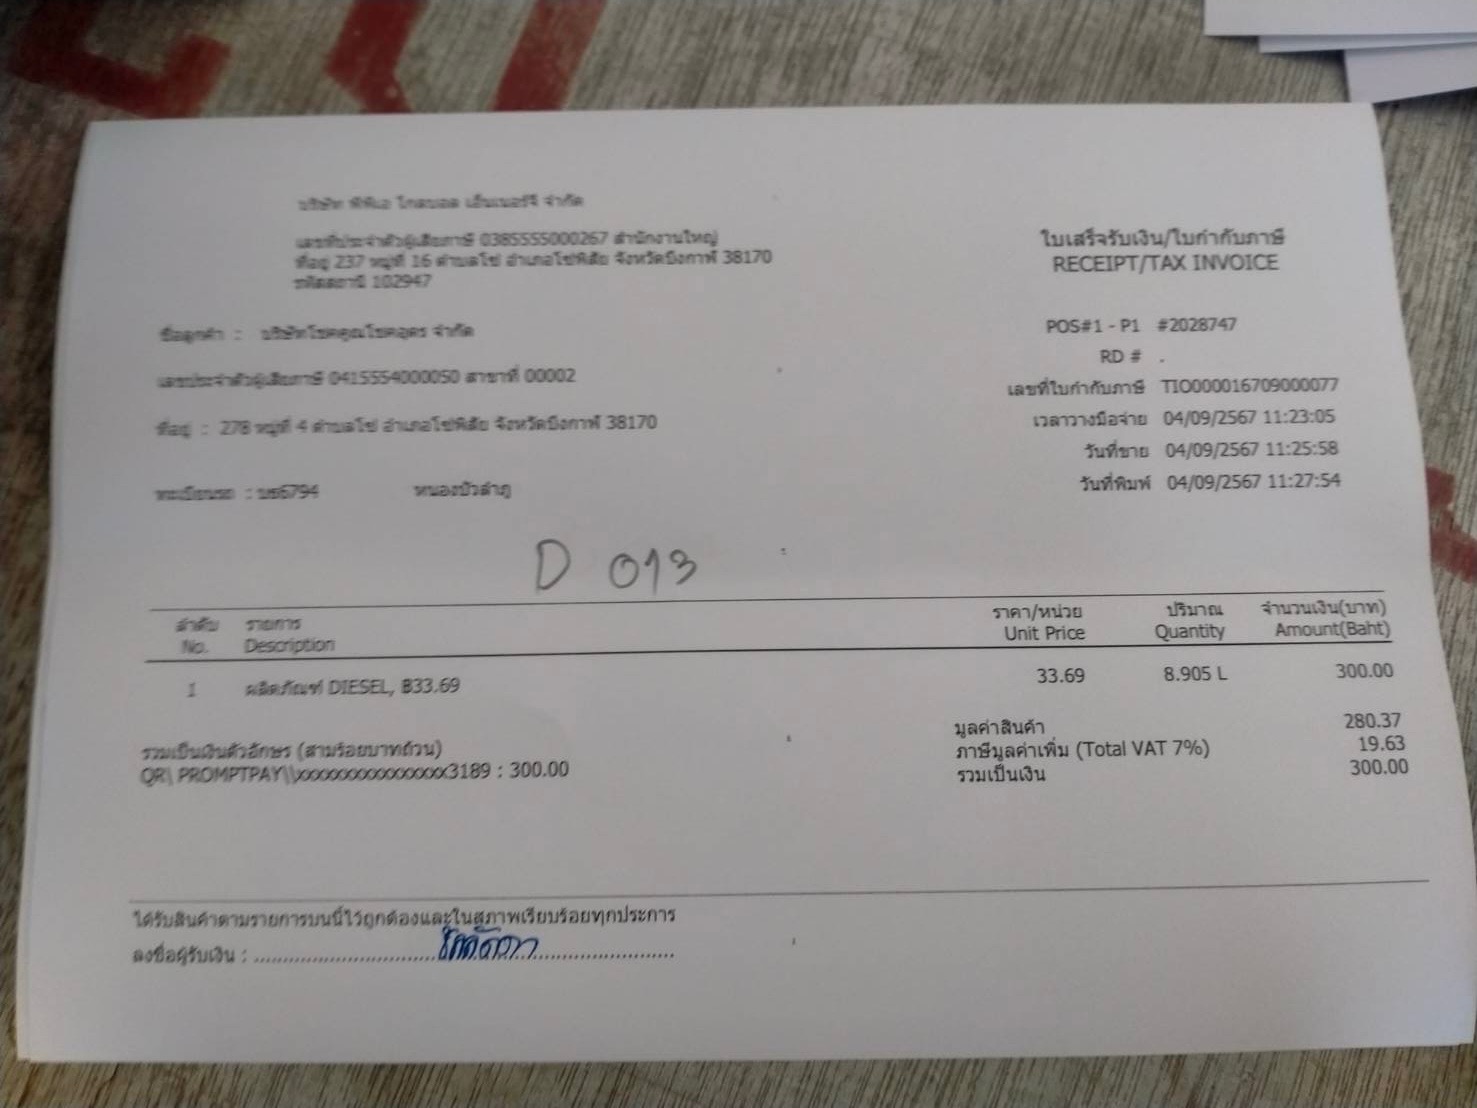 บริษัท พีพีเอ โกลบอล เอ็นเนอร์จี จำกัด
เลขที่ประจำตัวผู้เสียภาษี 0385555000267 สำนักงานใหญ่
ที่อยู่ 237 หมู่ที่ 16 ตำบลโซ่ อำเภอโซ่พิสัย จังหวัดบึงกาฬ 38170
รหัสสถานี 102947
ใบเสร็จรับเงิน/ใบกำกับภาษี
RECEIPT/TAX INVOICE
ชื่อลูกค้า : บริษัทโชคคูณโชคอุดร จำกัด
เลขประจำตัวผู้เสียภาษี 0415554000050 สาขาที่ 00002
ที่อยู่ : 278 หมู่ที่ 4 ตำบลโซ่ อำเภอโซ่พิสัย จังหวัดบึงกาฬ 38170
ทะเบียนรถ : บร6794 หนองบัวลำภู
POS#1 - P1 #2028747
RD # .
เลขที่ใบกำกับภาษี TIO000016709000077
เวลาวางมือจ่าย 04/09/2567 11:23:05
วันที่ขาย 04/09/2567 11:25:58
วันที่พิมพ์ 04/09/2567 11:27:54
D 013
ลำดับ รายการ ราคา/หน่วย ปริมาณ จำนวนเงิน(บาท)
No. Description Unit Price Quantity Amount(Baht)
1 ผลิตภัณฑ์ DIESEL, ฿33.69 33.69 8.905 L 300.00
มูลค่าสินค้า 280.37
รวมเป็นเงินตัวอักษร (สามร้อยบาทถ้วน) ภาษีมูลค่าเพิ่ม (Total VAT 7%) 19.63
QR\ PROMPTPAY\\xxxxxxxxxxxxxxxx3189 : 300.00 รวมเป็นเงิน 300.00
ได้รับสินค้าตามรายการบนนี้ไว้ถูกต้องและในสภาพเรียบร้อยทุกประการ
ลงชื่อผู้รับเงิน :